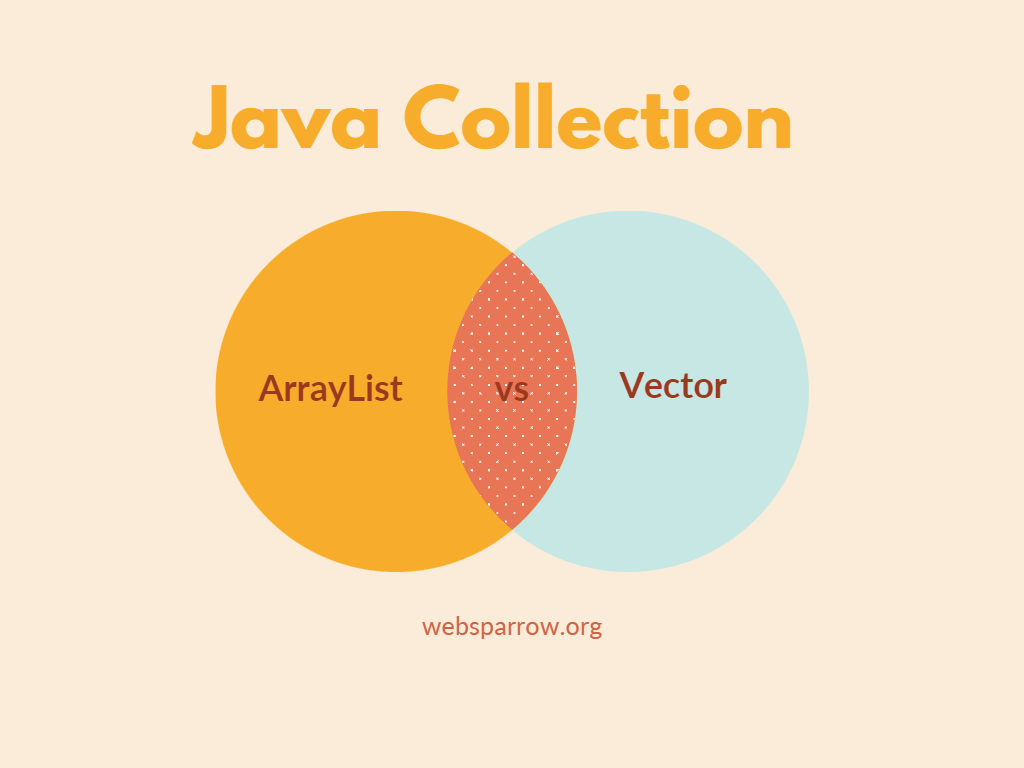 Java Collection
ArrayList vs Vector
websparrow.org